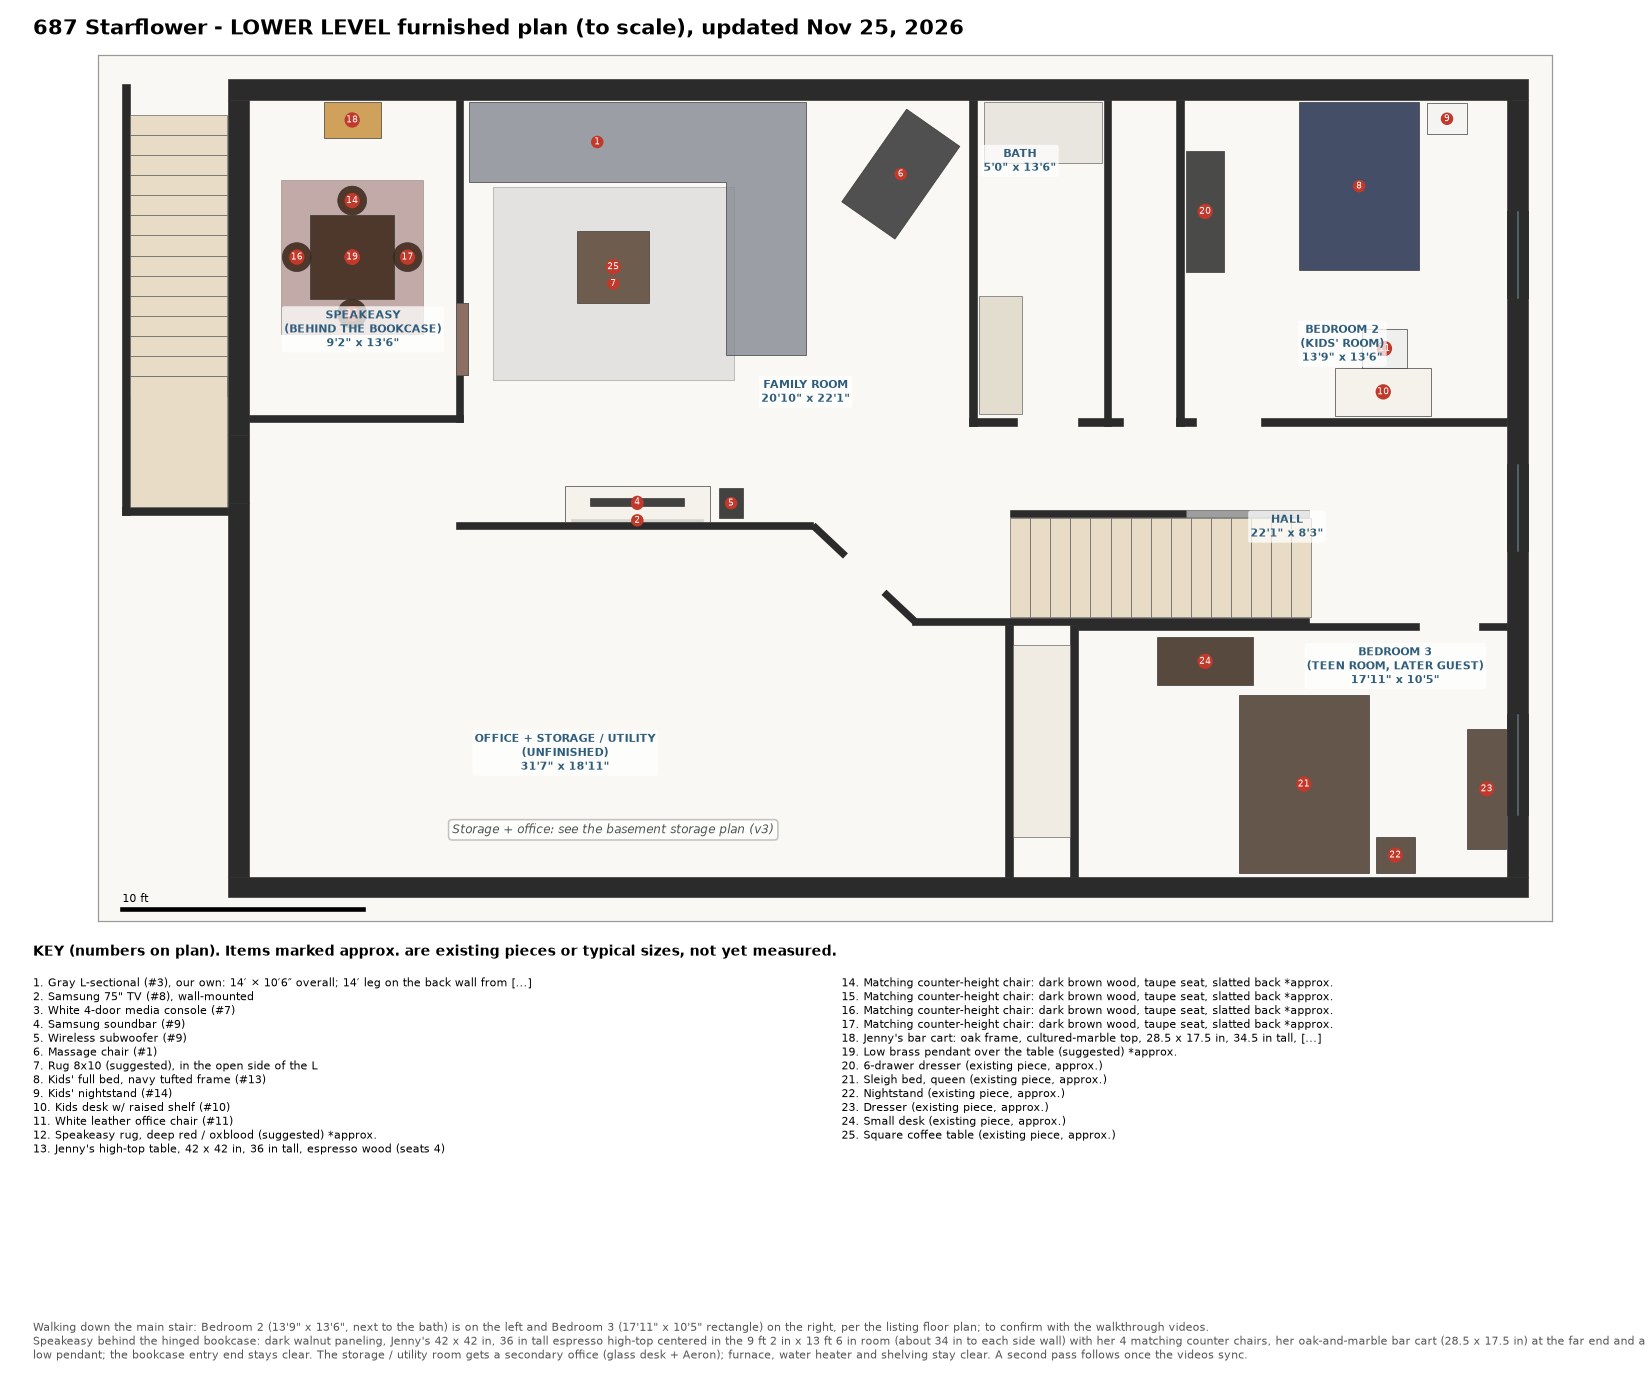 687 Starflower - LOWER LEVEL furnished plan (to scale), updated Nov 25, 2026
18
1
6
BATH
5'0" x 13'6"
9
8
20
14
16
19
17
25
7
SPEAKEASY
(BEHIND THE BOOKCASE)
9'2" x 13'6"
BEDROOM 2
(KIDS' ROOM)
13'9" x 13'6"
10
FAMILY ROOM
20'10" x 22'1"
4
5
2
HALL
22'1" x 8'3"
24
BEDROOM 3
(TEEN ROOM, LATER GUEST)
17'11" x 10'5"
OFFICE + STORAGE / UTILITY
(UNFINISHED)
31'7" x 18'11"
21
23
Storage + office: see the basement storage plan (v3)
22
10 ft
KEY (numbers on plan). Items marked approx. are existing pieces or typical sizes, not yet measured.
1. Gray L-sectional (#3), our own: 14′ × 10′6″ overall; 14′ leg on the back wall from [...]
2. Samsung 75" TV (#8), wall-mounted
3. White 4-door media console (#7)
4. Samsung soundbar (#9)
5. Wireless subwoofer (#9)
6. Massage chair (#1)
7. Rug 8x10 (suggested), in the open side of the L
8. Kids' full bed, navy tufted frame (#13)
9. Kids' nightstand (#14)
10. Kids desk w/ raised shelf (#10)
11. White leather office chair (#11)
12. Speakeasy rug, deep red / oxblood (suggested) *approx.
13. Jenny's high-top table, 42 x 42 in, 36 in tall, espresso wood (seats 4)
14. Matching counter-height chair: dark brown wood, taupe seat, slatted back *approx.
15. Matching counter-height chair: dark brown wood, taupe seat, slatted back *approx.
16. Matching counter-height chair: dark brown wood, taupe seat, slatted back *approx.
17. Matching counter-height chair: dark brown wood, taupe seat, slatted back *approx.
18. Jenny's bar cart: oak frame, cultured-marble top, 28.5 x 17.5 in, 34.5 in tall, [...]
19. Low brass pendant over the table (suggested) *approx.
20. 6-drawer dresser (existing piece, approx.)
21. Sleigh bed, queen (existing piece, approx.)
22. Nightstand (existing piece, approx.)
23. Dresser (existing piece, approx.)
24. Small desk (existing piece, approx.)
25. Square coffee table (existing piece, approx.)
Walking down the main stair: Bedroom 2 (13'9" x 13'6", next to the bath) is on the left and Bedroom 3 (17'11" x 10'5" rectangle) on the right, per the listing floor plan; to confirm with the walkthrough videos.
Speakeasy behind the hinged bookcase: dark walnut paneling, Jenny's 42 x 42 in, 36 in tall espresso high-top centered in the 9 ft 2 in x 13 ft 6 in room (about 34 in to each side wall) with her 4 matching counter chairs, her oak-and-marble bar cart (28.5 x 17.5 in) at the far end and a
low pendant; the bookcase entry end stays clear. The storage / utility room gets a secondary office (glass desk + Aeron); furnace, water heater and shelving stay clear. A second pass follows once the videos sync.